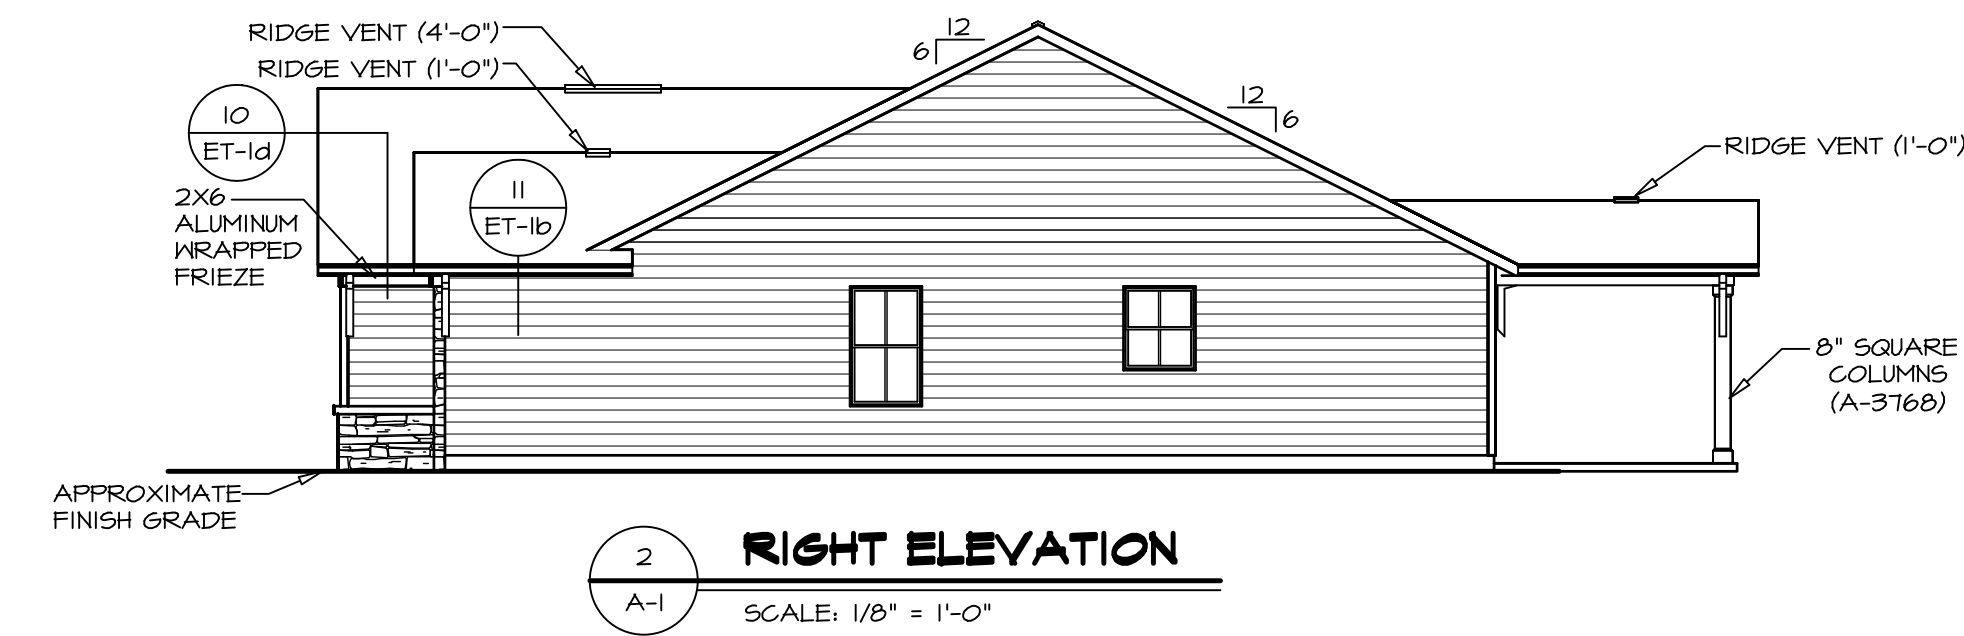 RIDGE VENT (4'-0")
RIDGE VENT (1'-0")
12
6
12
6
10
ET-1d
RIDGE VENT (1'-0")
11
ET-1b
2X6
ALUMINUM
WRAPPED
FRIEZE
8" SQUARE
COLUMNS
(A-3768)
APPROXIMATE
FINISH GRADE
2
A-1
RIGHT ELEVATION
SCALE: 1/8" = 1'-0"